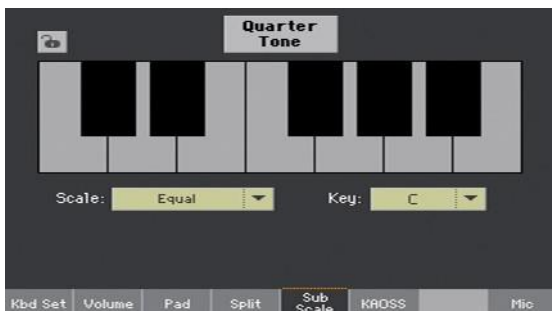 Quarter
Tone
Scale: Equal Key: C
Kbd Set Volume Pad Split Sub Scale KAOSS Mic